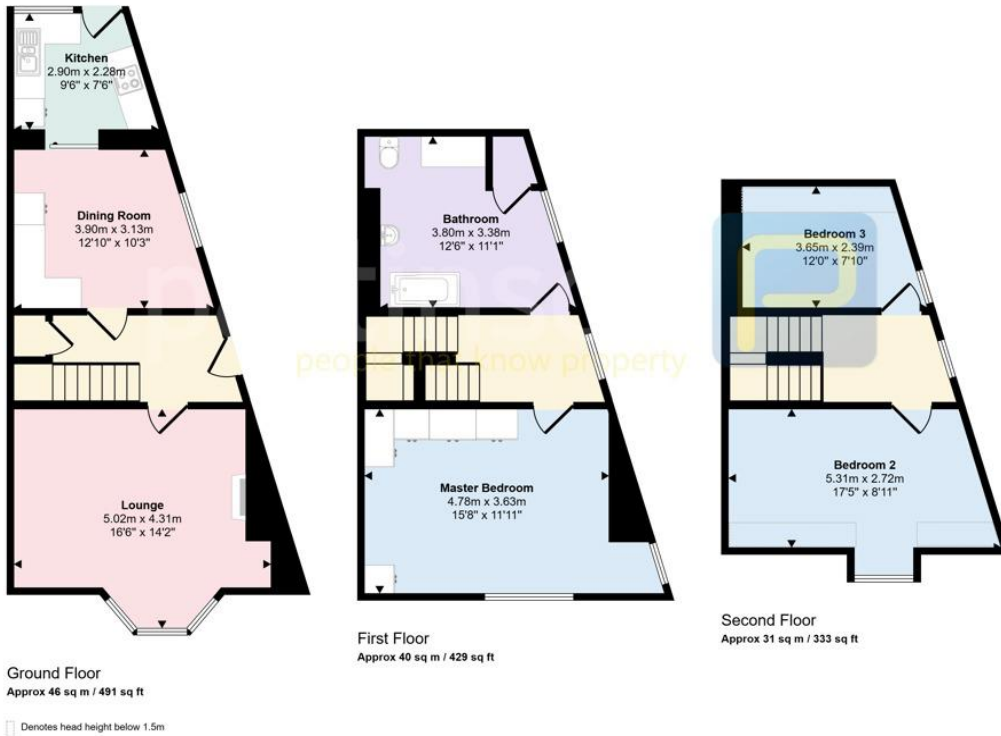 Kitchen
2.90m x 2.28m
9'6" x 7'6"
Dining Room
3.90m x 3.13m
12'10" x 10'3"
Lounge
5.02m x 4.31m
16'6" x 14'2"
Ground Floor
Approx 46 sq m / 491 sq ft
Denotes head height below 1.5m
Bathroom
3.80m x 3.38m
12'6" x 11'1"
Master Bedroom
4.78m x 3.63m
15'8" x 11'11"
First Floor
Approx 40 sq m / 429 sq ft
Bedroom 3
3.65m x 2.39m
12'0" x 7'10"
Bedroom 2
5.31m x 2.72m
17'5" x 8'11"
Second Floor
Approx 31 sq m / 333 sq ft
people that know property